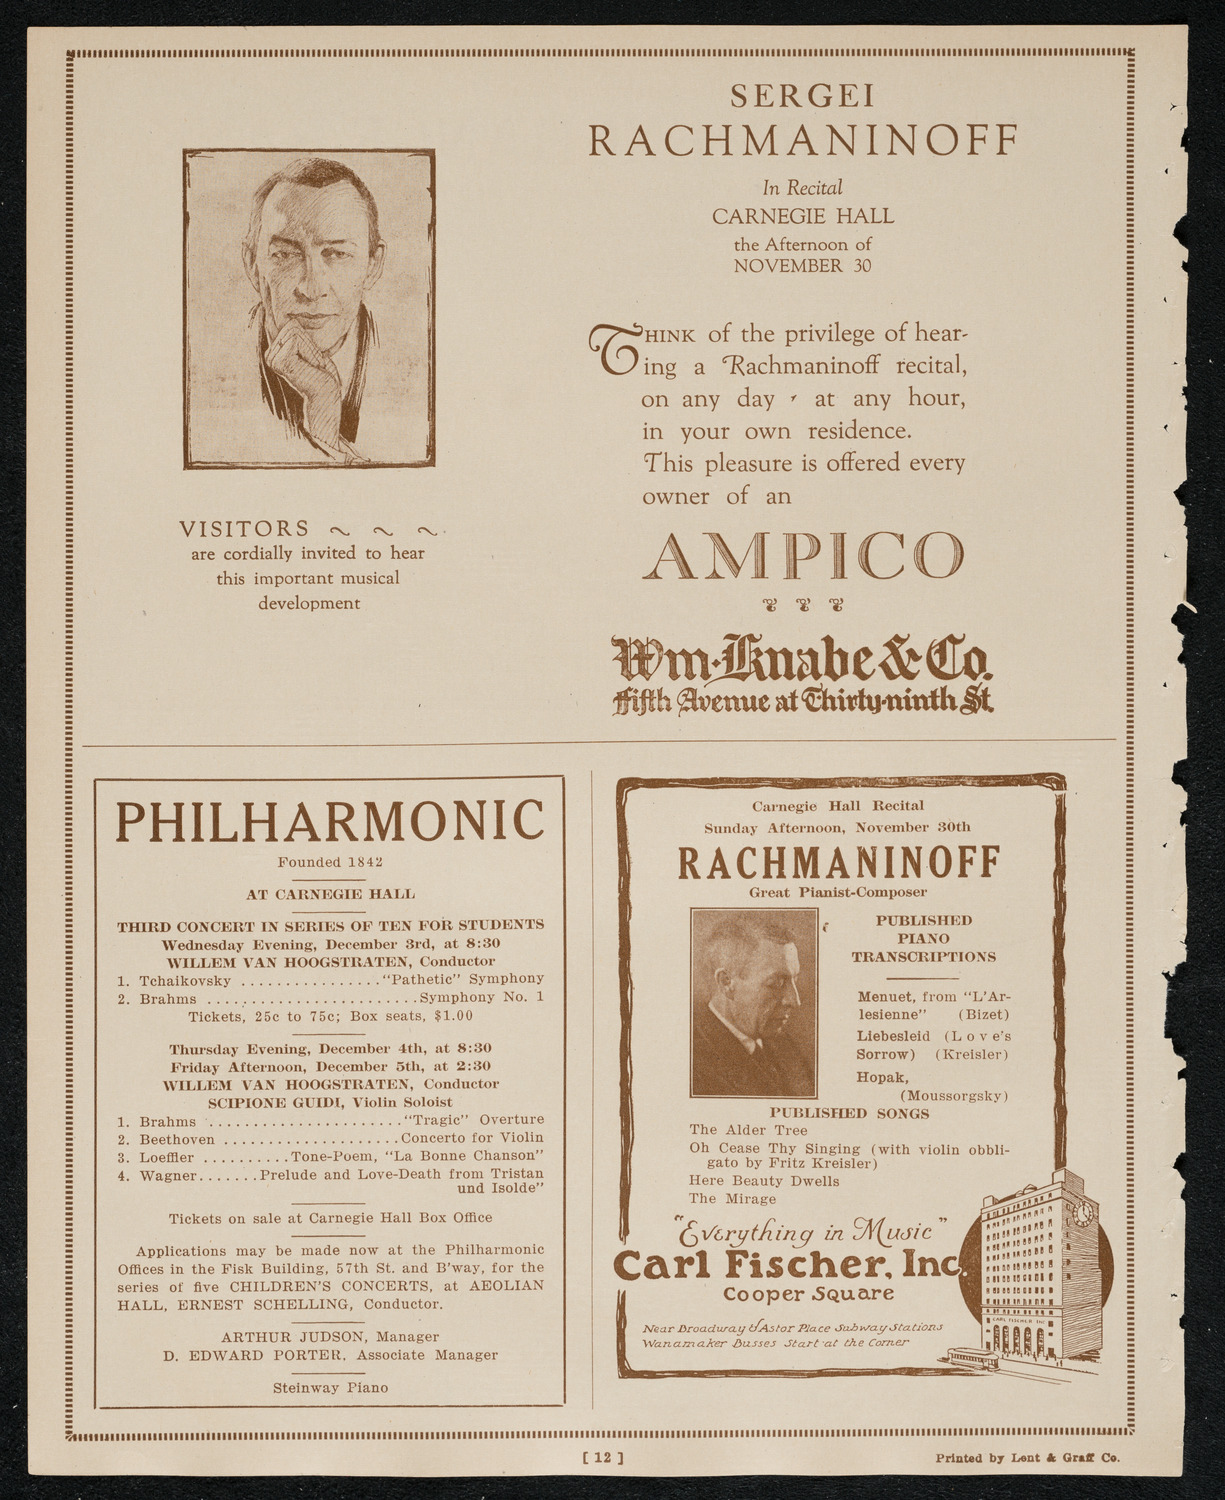 SERGEI
RACHMANINOFF
In Recital
CARNEGIE HALL
the Afternoon of
NOVEMBER 30
THINK of the privilege of hear-
ing a Rachmaninoff recital,
on any day - at any hour,
in your own residence.
This pleasure is offered every
owner of an
AMPICO
Wm. Knabe & Co.
Fifth Avenue at Thirty-ninth St.
VISITORS
are cordially invited to hear
this important musical
development
PHILHARMONIC
Founded 1842
AT CARNEGIE HALL
THIRD CONCERT IN SERIES OF TEN FOR STUDENTS
Wednesday Evening, December 3rd, at 8:30
WILLEM VAN HOOGSTRATEN, Conductor
1. Tchaikovsky ................"Pathetic" Symphony
2. Brahms ........................Symphony No. 1
Tickets, 25c to 75c; Box seats, $1.00
Thursday Evening, December 4th, at 8:30
Friday Afternoon, December 5th, at 2:30
WILLEM VAN HOOGSTRATEN, Conductor
SCIPIONE GUIDI, Violin Soloist
1. Brahms ......................"Tragic" Overture
2. Beethoven ....................Concerto for Violin
3. Loeffler ..........Tone-Poem, "La Bonne Chanson"
4. Wagner.......Prelude and Love-Death from Tristan
und Isolde"
Tickets on sale at Carnegie Hall Box Office
Applications may be made now at the Philharmonic
Offices in the Fisk Building, 57th St. and B'way, for the
series of five CHILDREN'S CONCERTS, at AEOLIAN
HALL, ERNEST SCHELLING, Conductor.
ARTHUR JUDSON, Manager
D. EDWARD PORTER, Associate Manager
Steinway Piano
Carnegie Hall Recital
Sunday Afternoon, November 30th
RACHMANINOFF
Great Pianist-Composer
PUBLISHED
PIANO
TRANSCRIPTIONS
Menuet, from "L'Ar-
lesienne" (Bizet)
Liebesleid (Love's
Sorrow) (Kreisler)
Hopak,
(Moussorgsky)
PUBLISHED SONGS
The Alder Tree
Oh Cease Thy Singing (with violin obbli-
gato by Fritz Kreisler)
Here Beauty Dwells
The Mirage
"Everything in Music"
Carl Fischer, Inc.
Cooper Square
CARL FISCHER INC
Near Broadway & Astor Place Subway Stations
Wanamaker Busses Start at the Corner
[ 12 ]
Printed by Lent & Graff Co.